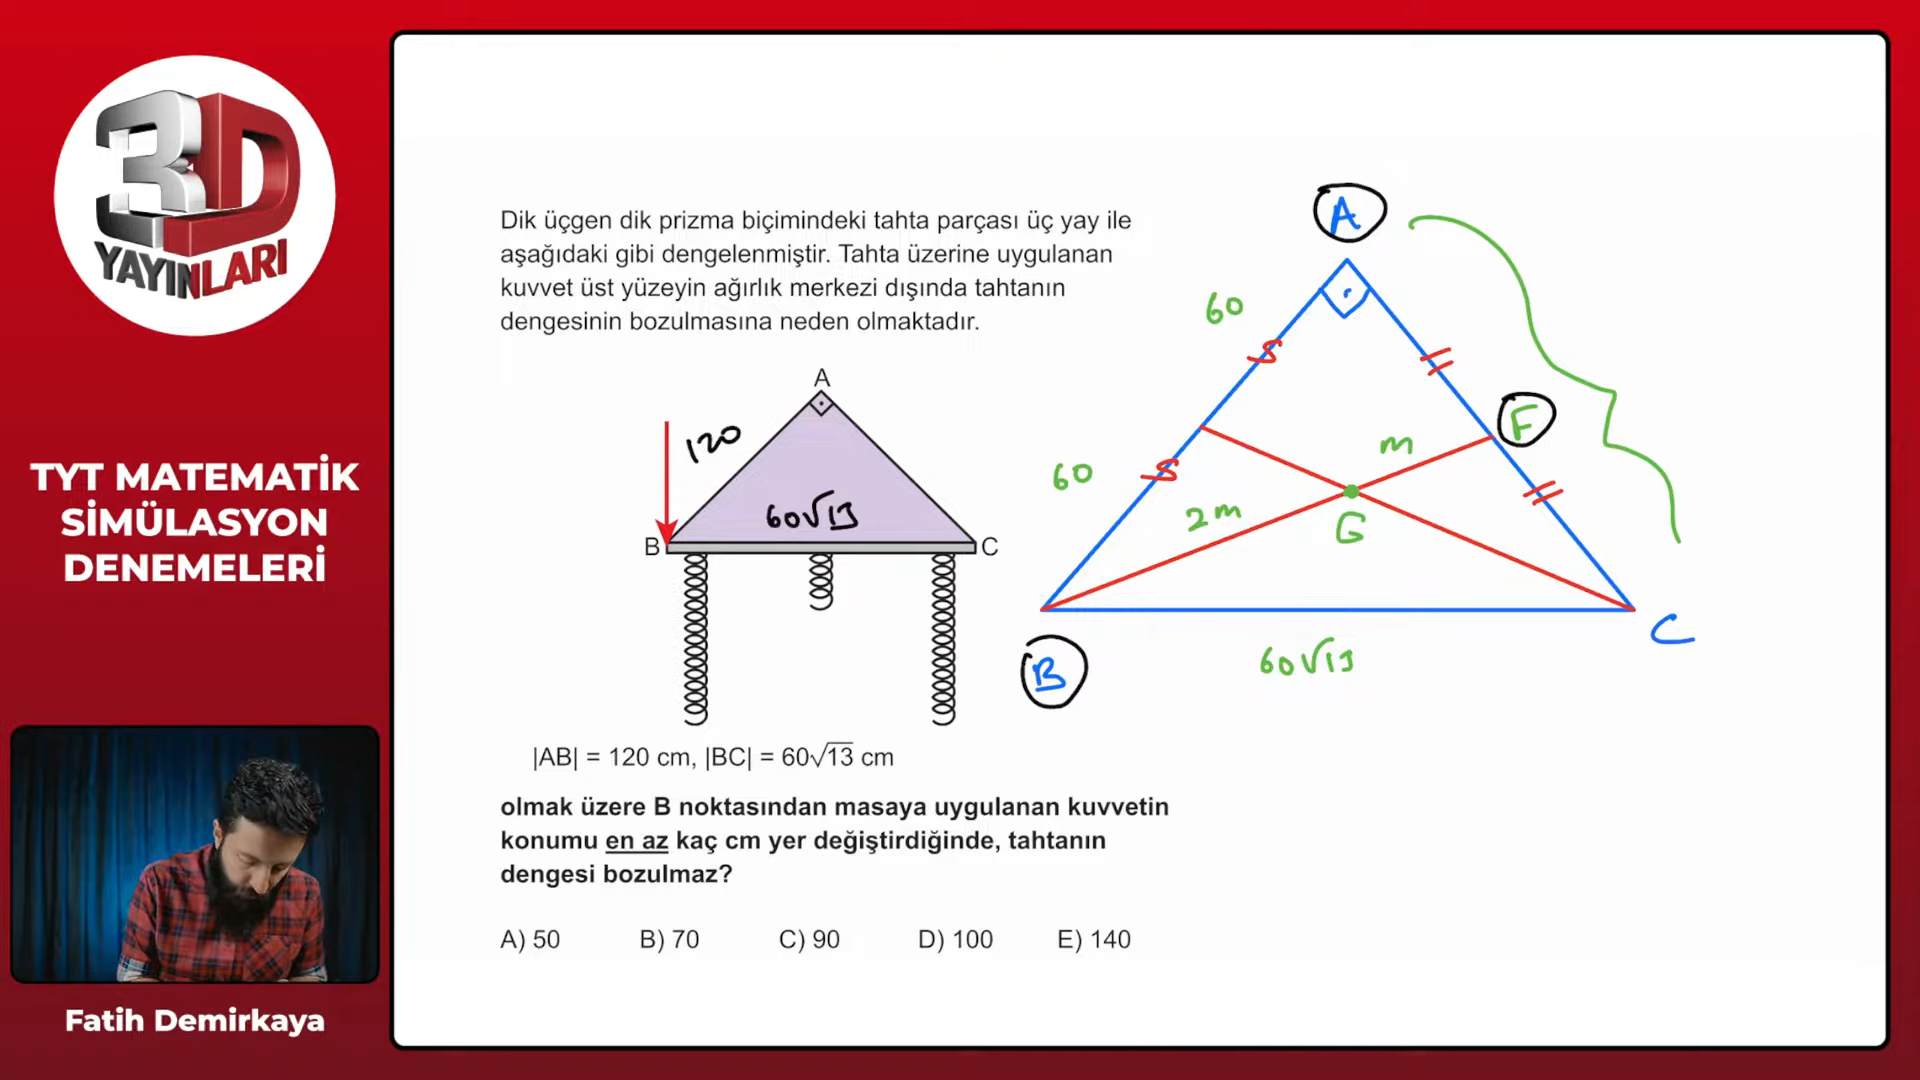 3D
YAYINLARI
TYT MATEMATİK
SİMÜLASYON
DENEMELERİ
Fatih Demirkaya
Dik üçgen dik prizma biçimindeki tahta parçası üç yay ile
aşağıdaki gibi dengelenmiştir. Tahta üzerine uygulanan
kuvvet üst yüzeyin ağırlık merkezi dışında tahtanın
dengesinin bozulmasına neden olmaktadır.
A
120
60√13
B
C
|AB| = 120 cm, |BC| = 60√13 cm
olmak üzere B noktasından masaya uygulanan kuvvetin
konumu en az kaç cm yer değiştirdiğinde, tahtanın
dengesi bozulmaz?
A) 50 B) 70 C) 90 D) 100 E) 140
A
60
F
m
60
2m
G
B
60√13
C